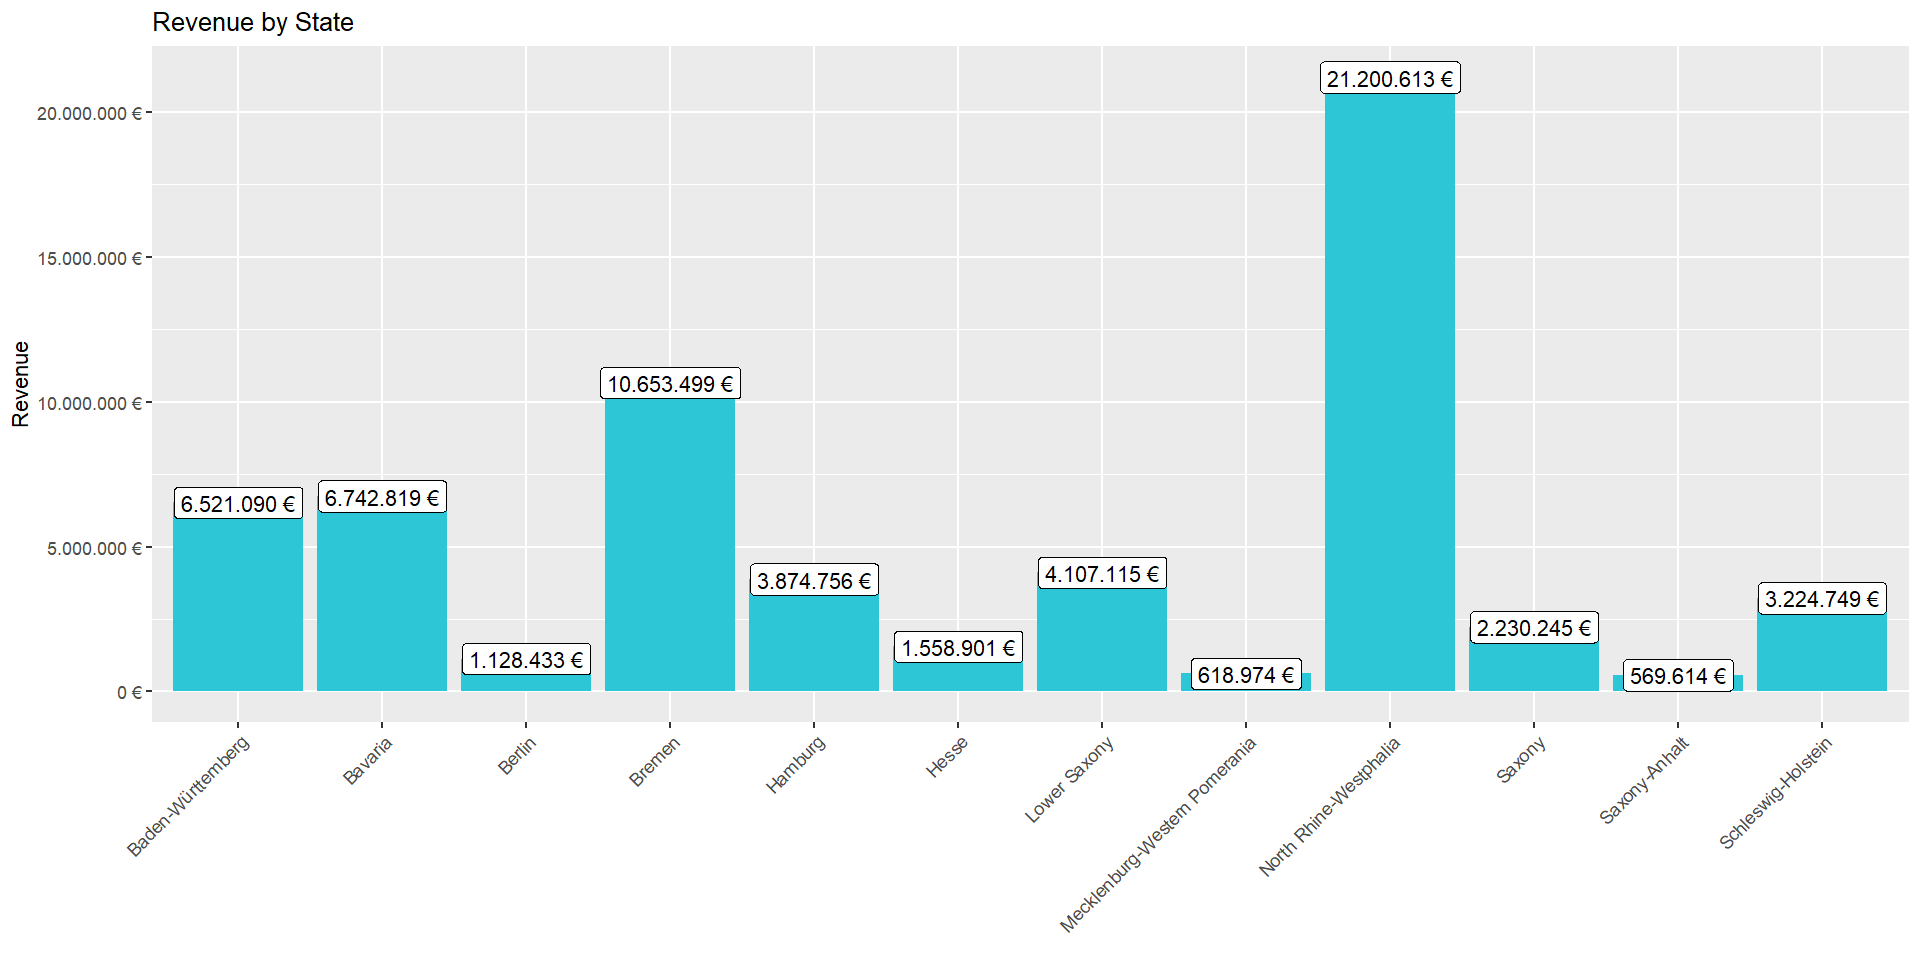 Revenue by State
Revenue
20.000.000 €
15.000.000 €
10.000.000 €
5.000.000 €
0 €
6.521.090 €
6.742.819 €
1.128.433 €
10.653.499 €
3.874.756 €
1.558.901 €
4.107.115 €
618.974 €
21.200.613 €
2.230.245 €
569.614 €
3.224.749 €
Baden-Württemberg
Bavaria
Berlin
Bremen
Hamburg
Hesse
Lower Saxony
Mecklenburg-Western Pomerania
North Rhine-Westphalia
Saxony
Saxony-Anhalt
Schleswig-Holstein